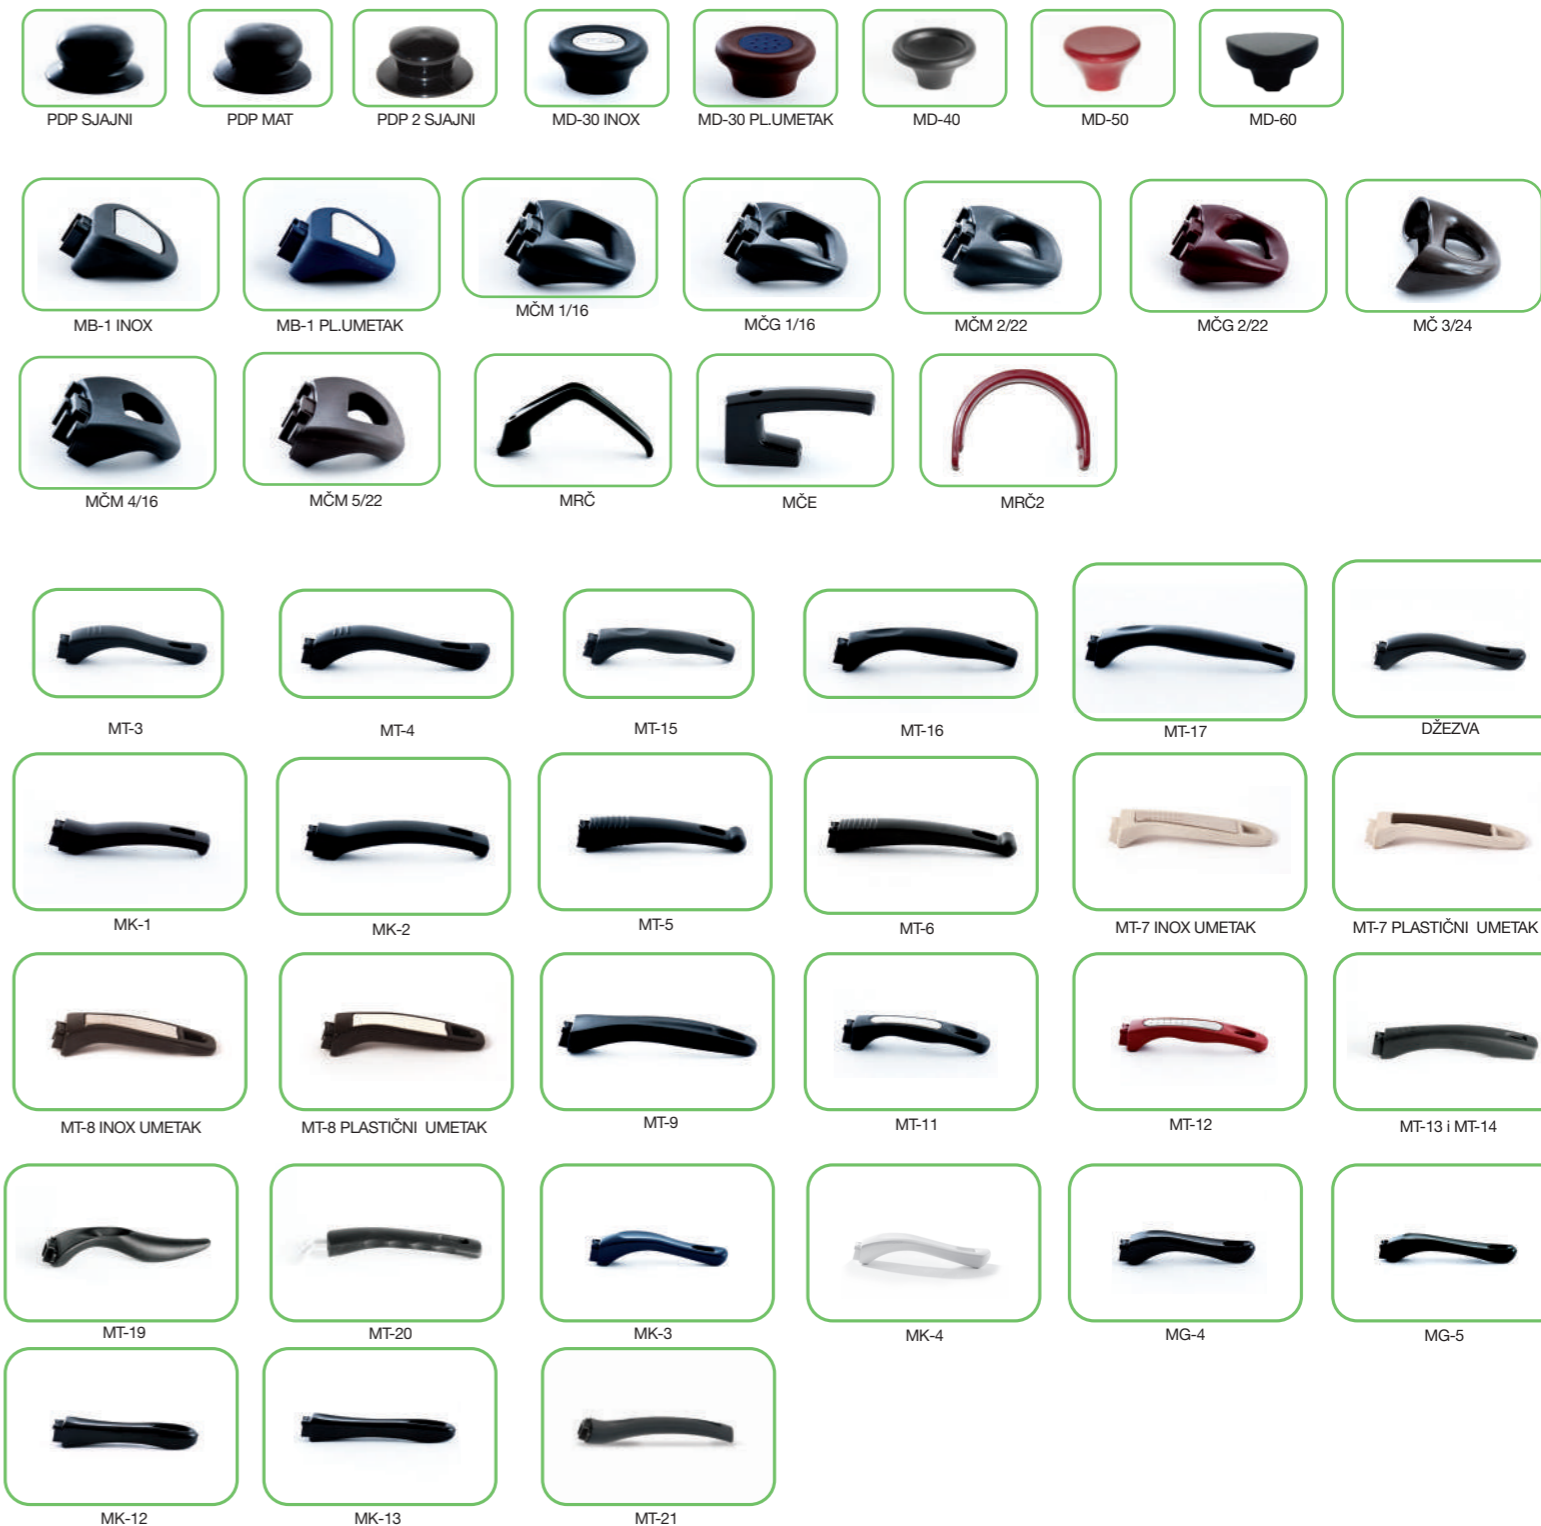 PDP SJAJNI
PDP MAT
PDP 2 SJAJNI
MD-30 INOX
MD-30 PL.UMETAK
MD-40
MD-50
MD-60
MB-1 INOX
MB-1 PL.UMETAK
MČM 1/16
MČG 1/16
MČM 2/22
MČG 2/22
MČ 3/24
MČM 4/16
MČM 5/22
MRČ
MČE
MRČ2
MT-3
MT-4
MT-15
MT-16
MT-17
DŽEZVA
MK-1
MK-2
MT-5
MT-6
MT-7 INOX UMETAK
MT-7 PLASTIČNI UMETAK
MT-8 INOX UMETAK
MT-8 PLASTIČNI UMETAK
MT-9
MT-11
MT-12
MT-13 i MT-14
MT-19
MT-20
MK-3
MK-4
MG-4
MG-5
MK-12
MK-13
MT-21